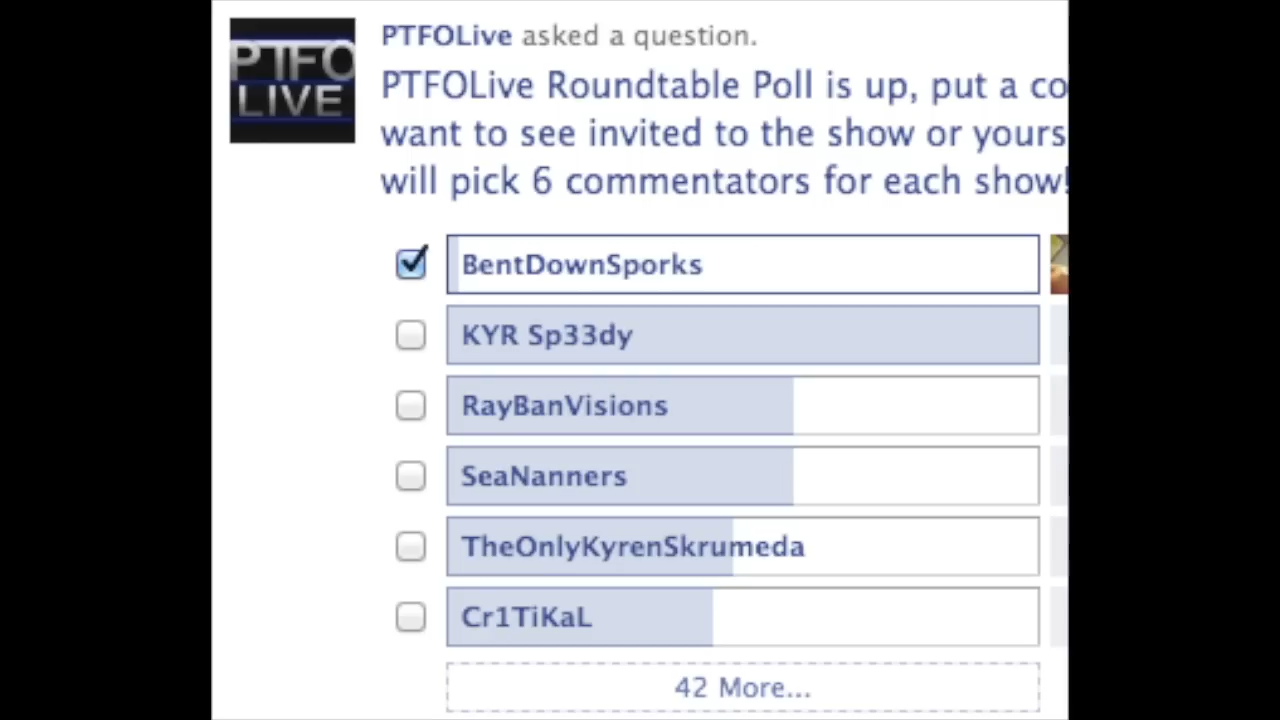 PTFO
LIVE
PTFOLive asked a question.
PTFOLive Roundtable Poll is up, put a co
want to see invited to the show or yours
will pick 6 commentators for each show!
BentDownSporks
KYR Sp33dy
RayBanVisions
SeaNanners
TheOnlyKyrenSkrumeda
Cr1TiKaL
42 More...